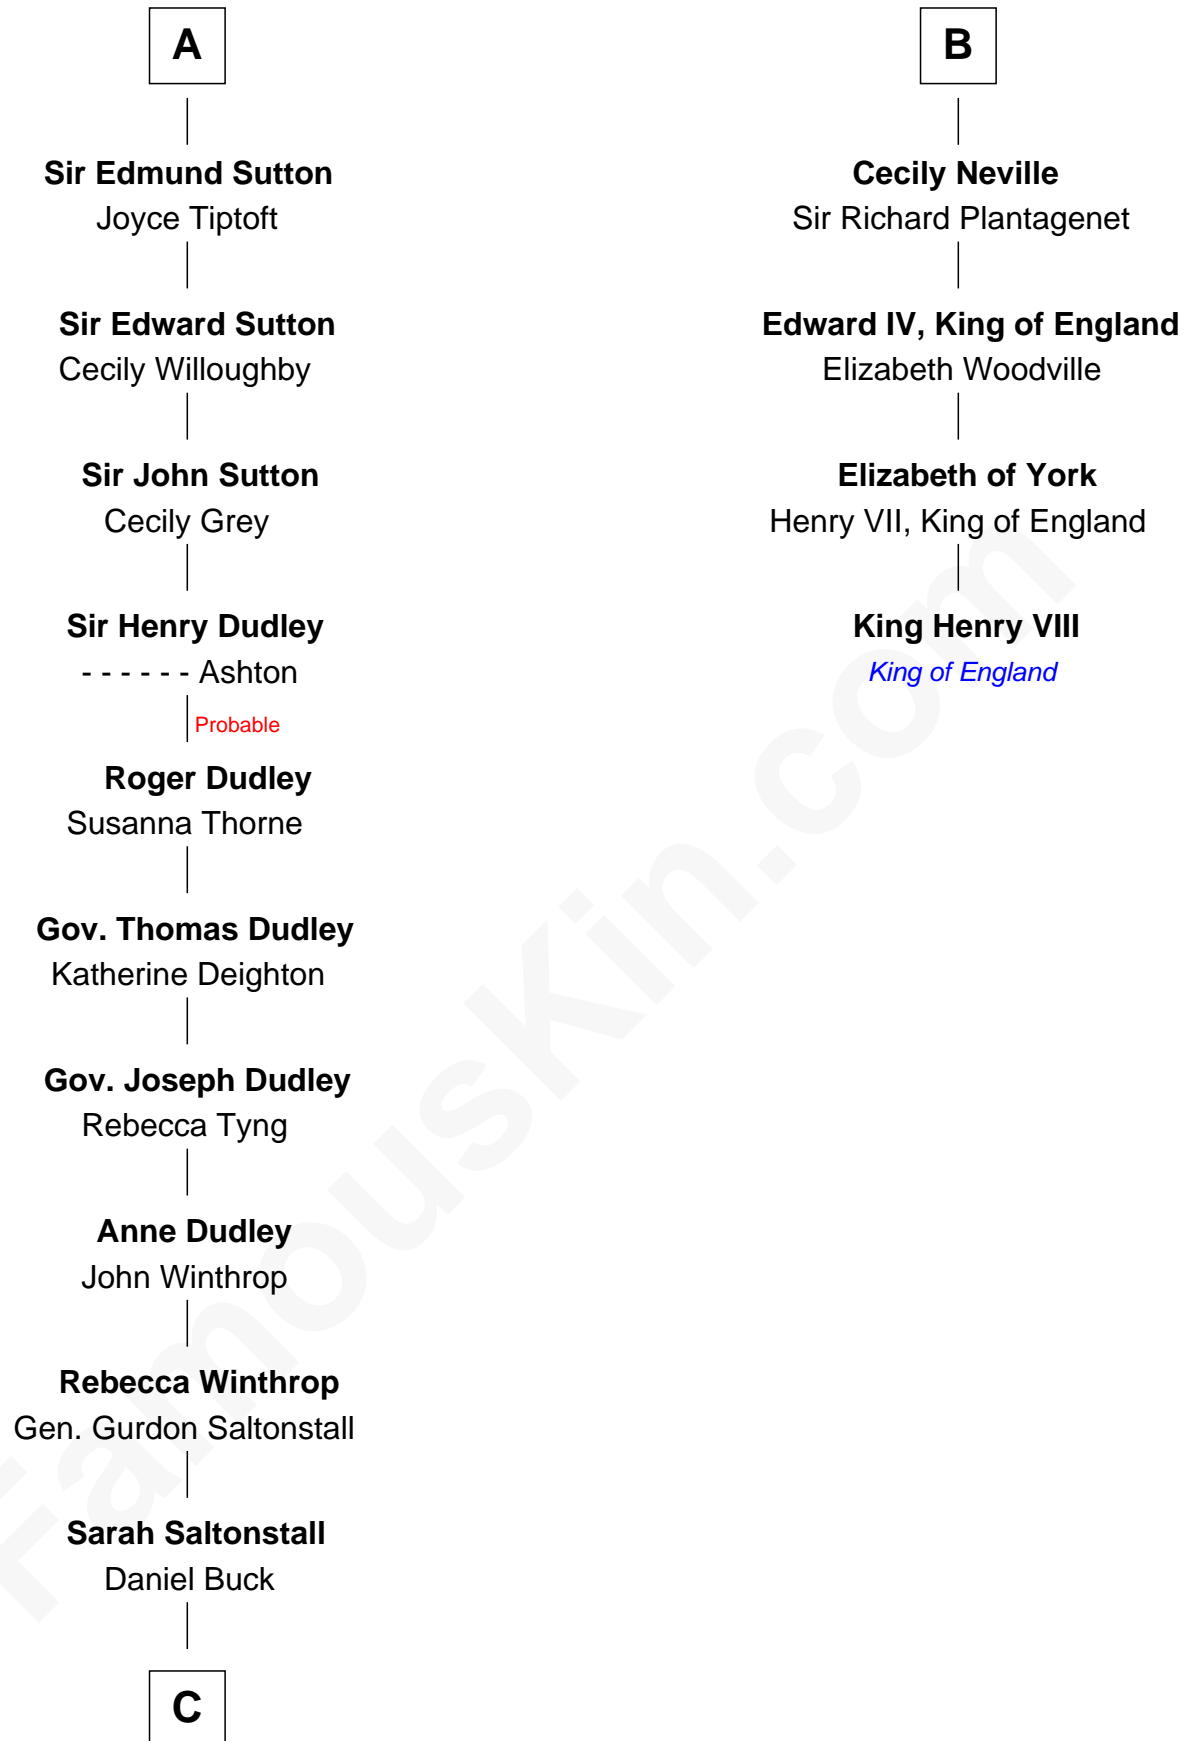 A
Sir Edmund Sutton
Joyce Tiptoft
Sir Edward Sutton
Cecily Willoughby
Sir John Sutton
Cecily Grey
Sir Henry Dudley
- - - - - - Ashton
Probable
Roger Dudley
Susanna Thorne
Gov. Thomas Dudley
Katherine Deighton
Gov. Joseph Dudley
Rebecca Tyng
Anne Dudley
John Winthrop
Rebecca Winthrop
Gen. Gurdon Saltonstall
Sarah Saltonstall
Daniel Buck
C
B
Cecily Neville
Sir Richard Plantagenet
Edward IV, King of England
Elizabeth Woodville
Elizabeth of York
Henry VII, King of England
King Henry VIII
King of England
FamousKin.com